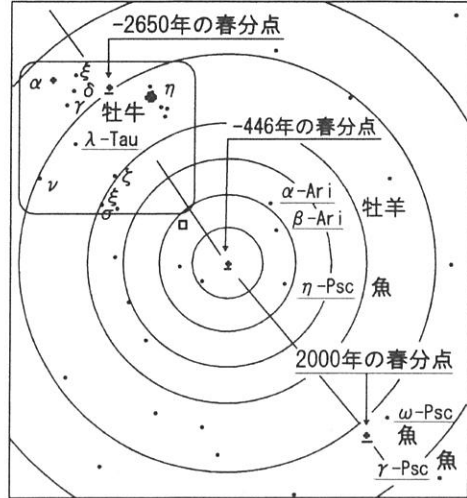 -2650年の春分点
α
ξ
δ
γ
η
牡牛
λ-Tau
-446年の春分点
ν
ζ
ξ
σ
α-Ari
β-Ari
牡羊
η-Psc 魚
2000年の春分点
ω-Psc
魚
γ-Psc 魚